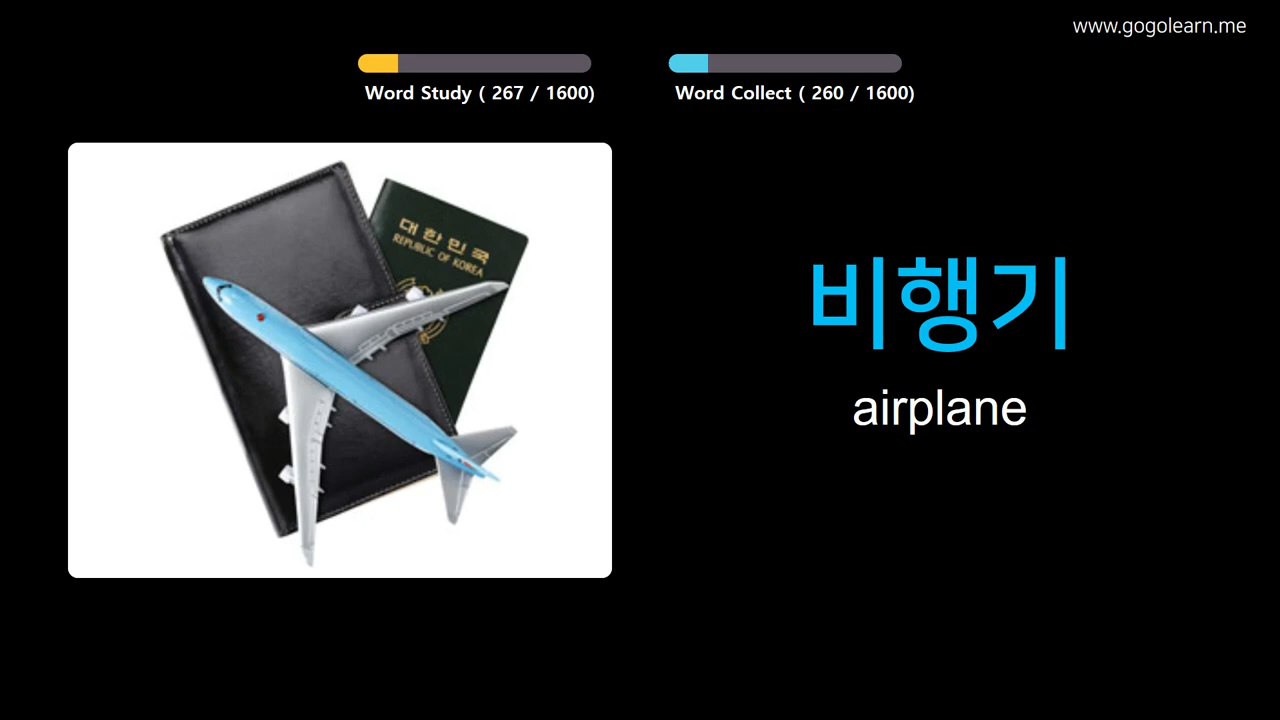 www.gogolearn.me
Word Study ( 267 / 1600)
Word Collect ( 260 / 1600)
대한민국
REPUBLIC OF KOREA
비행기
airplane